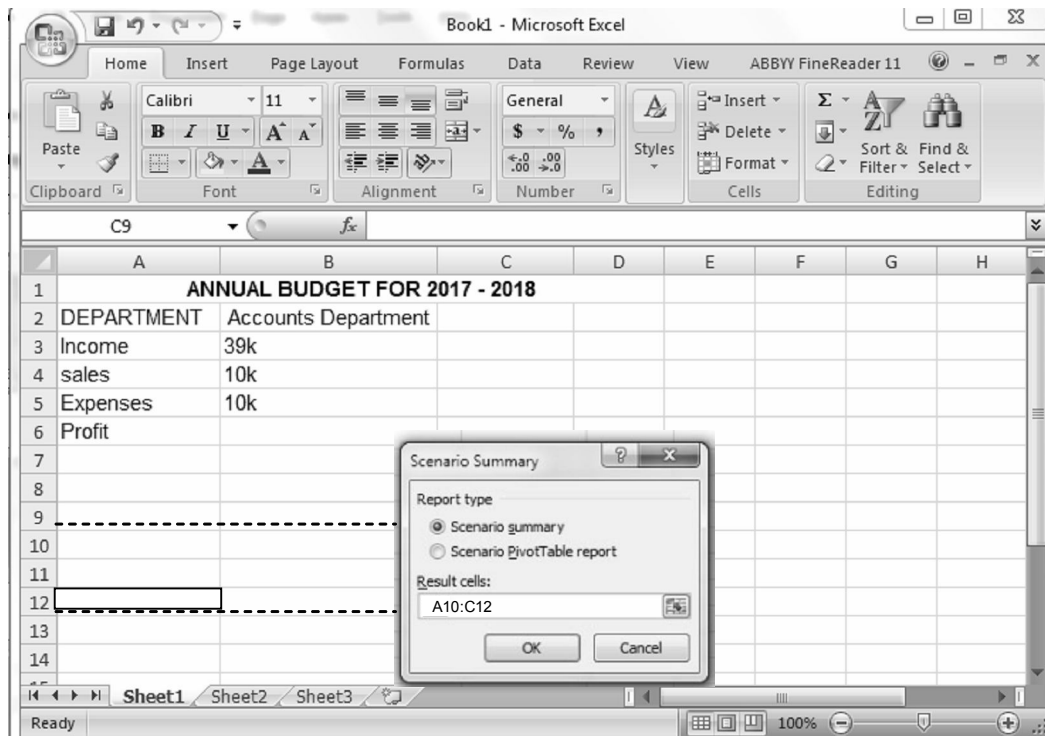 Book1 - Microsoft Excel
Home Insert Page Layout Formulas Data Review View ABBYY FineReader 11
Paste
Calibri 11
B I U A A
A
General
$ % ,
.0 .00 .00 .0
Styles
Insert
Delete
Format
Σ
Sort & Filter
Find & Select
Clipboard Font Alignment Number Cells Editing
C9 fx
A B C D E F G H
1 ANNUAL BUDGET FOR 2017 - 2018
2 DEPARTMENT Accounts Department
3 Income 39k
4 sales 10k
5 Expenses 10k
6 Profit
7
8
9
10
11
12
13
14
Scenario Summary
Report type
Scenario summary
Scenario PivotTable report
Result cells:
A10:C12
OK Cancel
Sheet1 Sheet2 Sheet3
Ready 100%